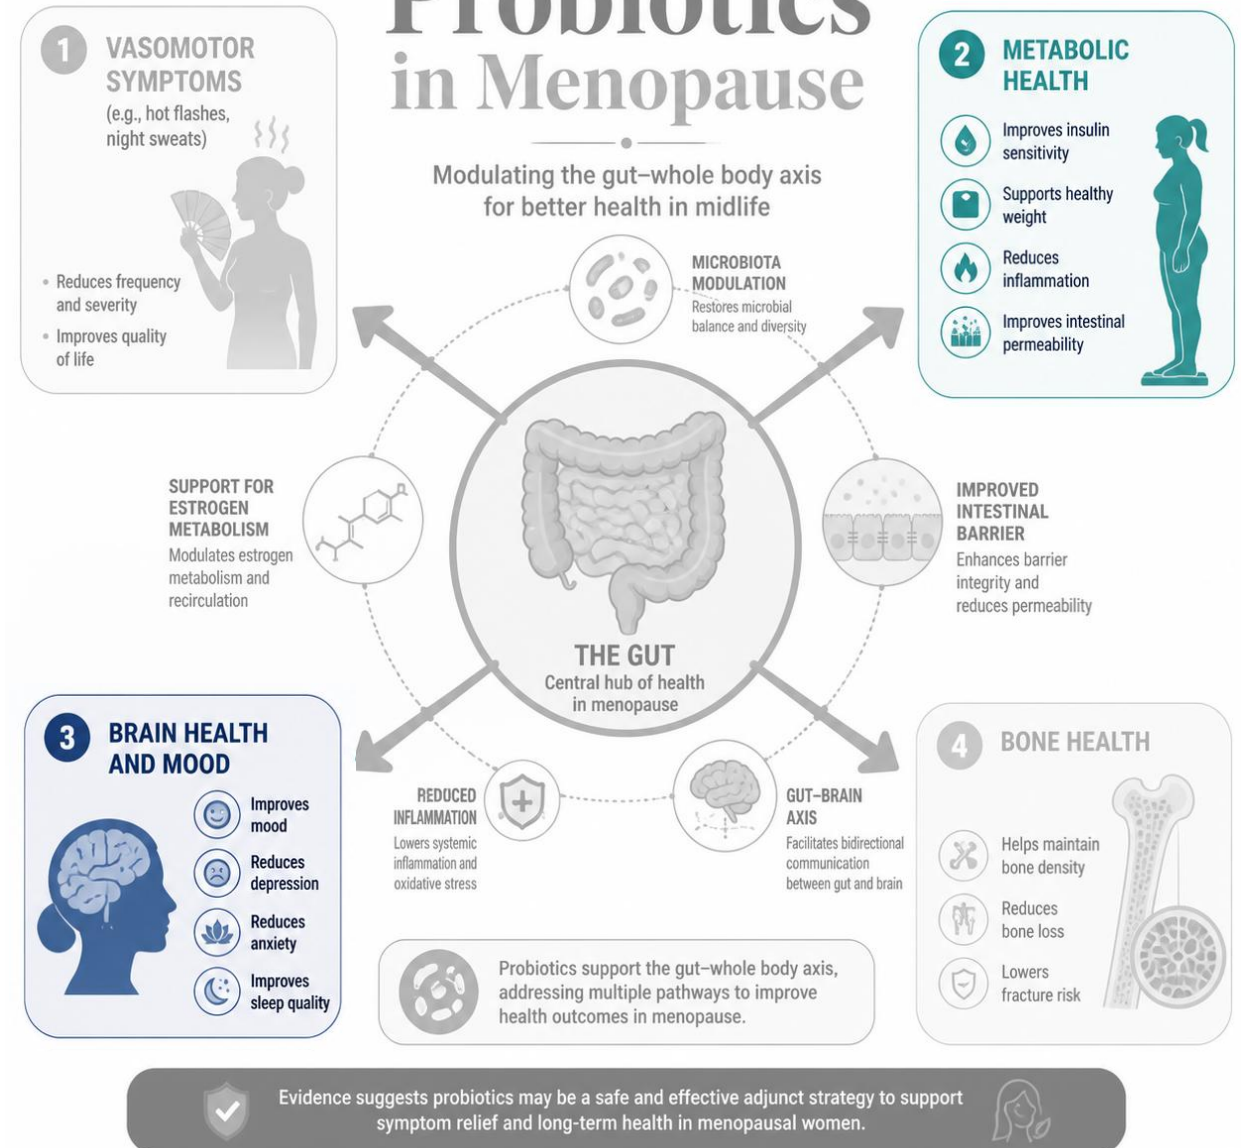 Probiotics
in Menopause
Modulating the gut–whole body axis
for better health in midlife
1
VASOMOTOR
SYMPTOMS
(e.g., hot flashes,
night sweats)
• Reduces frequency
and severity
• Improves quality
of life
2
METABOLIC
HEALTH
Improves insulin
sensitivity
Supports healthy
weight
Reduces
inflammation
Improves intestinal
permeability
MICROBIOTA
MODULATION
Restores microbial
balance and diversity
SUPPORT FOR
ESTROGEN
METABOLISM
Modulates estrogen
metabolism and
recirculation
IMPROVED
INTESTINAL
BARRIER
Enhances barrier
integrity and
reduces permeability
THE GUT
Central hub of health
in menopause
3
BRAIN HEALTH
AND MOOD
Improves
mood
Reduces
depression
Reduces
anxiety
Improves
sleep quality
REDUCED
INFLAMMATION
Lowers systemic
inflammation and
oxidative stress
GUT–BRAIN
AXIS
Facilitates bidirectional
communication
between gut and brain
4
BONE HEALTH
Helps maintain
bone density
Reduces
bone loss
Lowers
fracture risk
Probiotics support the gut–whole body axis,
addressing multiple pathways to improve
health outcomes in menopause.
Evidence suggests probiotics may be a safe and effective adjunct strategy to support
symptom relief and long-term health in menopausal women.